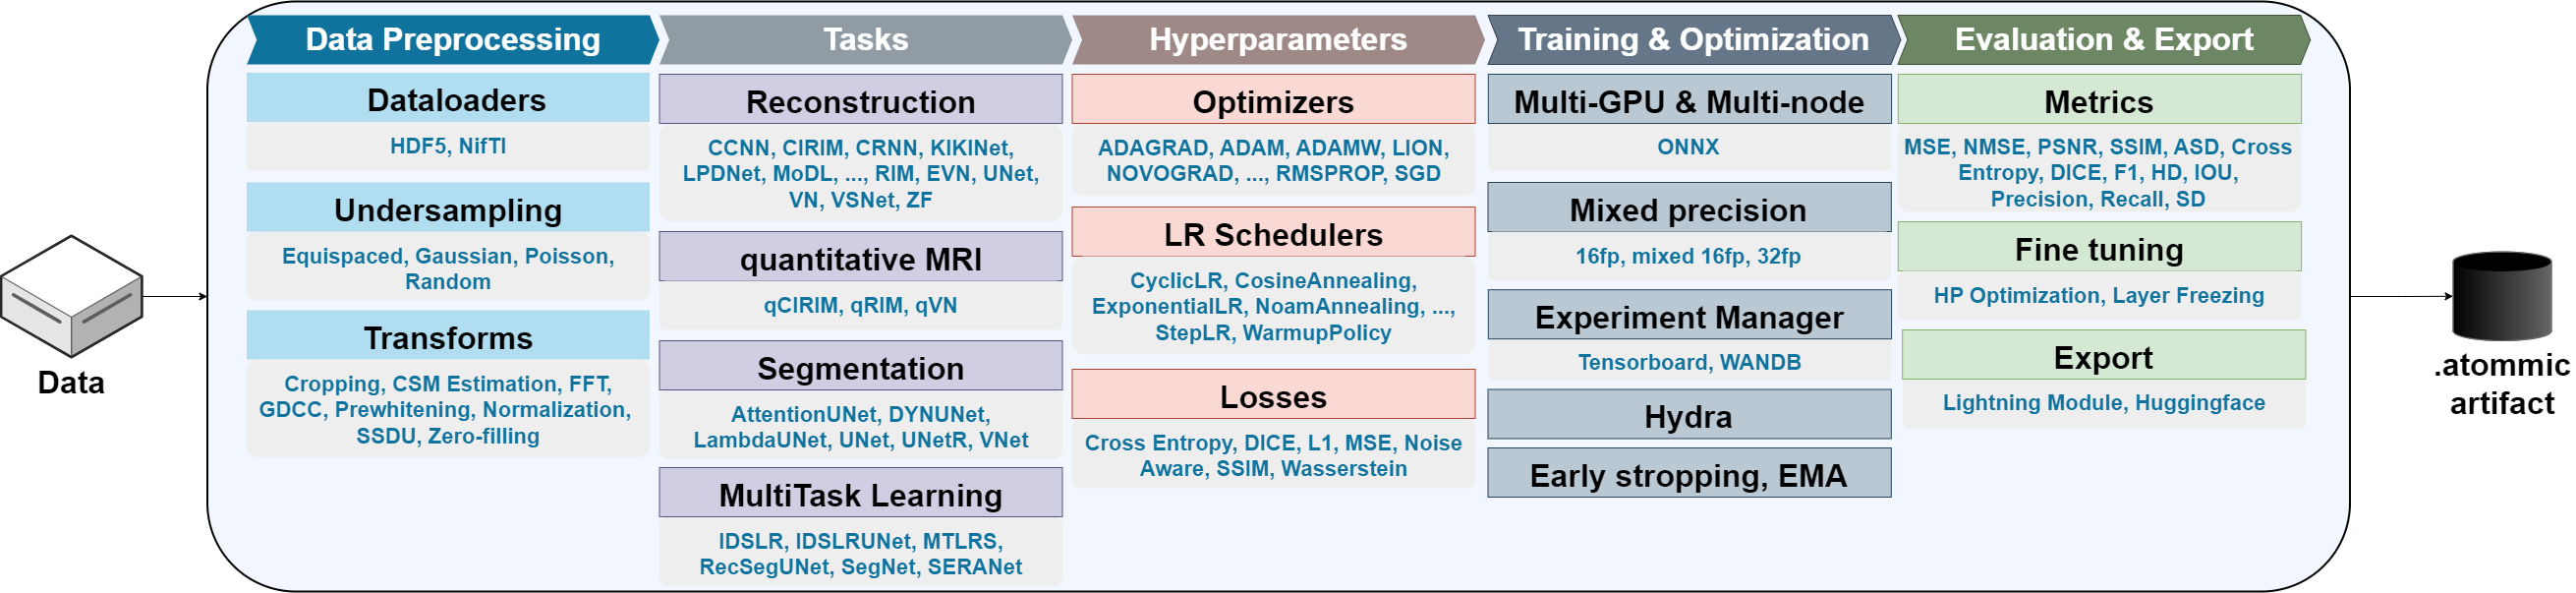 Data
Data Preprocessing
Dataloaders
HDF5, NifTI
Undersampling
Equispaced, Gaussian, Poisson,
Random
Transforms
Cropping, CSM Estimation, FFT,
GDCC, Prewhitening, Normalization,
SSDU, Zero-filling
Tasks
Reconstruction
CCNN, CIRIM, CRNN, KIKINet,
LPDNet, MoDL, ..., RIM, EVN, UNet,
VN, VSNet, ZF
quantitative MRI
qCIRIM, qRIM, qVN
Segmentation
AttentionUNet, DYNUNet,
LambdaUNet, UNet, UNetR, VNet
MultiTask Learning
IDSLR, IDSLRUNet, MTLRS,
RecSegUNet, SegNet, SERANet
Hyperparameters
Optimizers
ADAGRAD, ADAM, ADAMW, LION,
NOVOGRAD, ..., RMSPROP, SGD
LR Schedulers
CyclicLR, CosineAnnealing,
ExponentialLR, NoamAnnealing, ...,
StepLR, WarmupPolicy
Losses
Cross Entropy, DICE, L1, MSE, Noise
Aware, SSIM, Wasserstein
Training & Optimization
Multi-GPU & Multi-node
ONNX
Mixed precision
16fp, mixed 16fp, 32fp
Experiment Manager
Tensorboard, WANDB
Hydra
Early stropping, EMA
Evaluation & Export
Metrics
MSE, NMSE, PSNR, SSIM, ASD, Cross
Entropy, DICE, F1, HD, IOU,
Precision, Recall, SD
Fine tuning
HP Optimization, Layer Freezing
Export
Lightning Module, Huggingface
.atommic
artifact